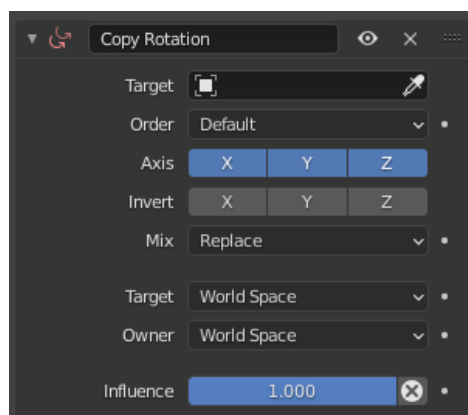 Copy Rotation
Target
Order Default
Axis X Y Z
Invert X Y Z
Mix Replace
Target World Space
Owner World Space
Influence 1.000